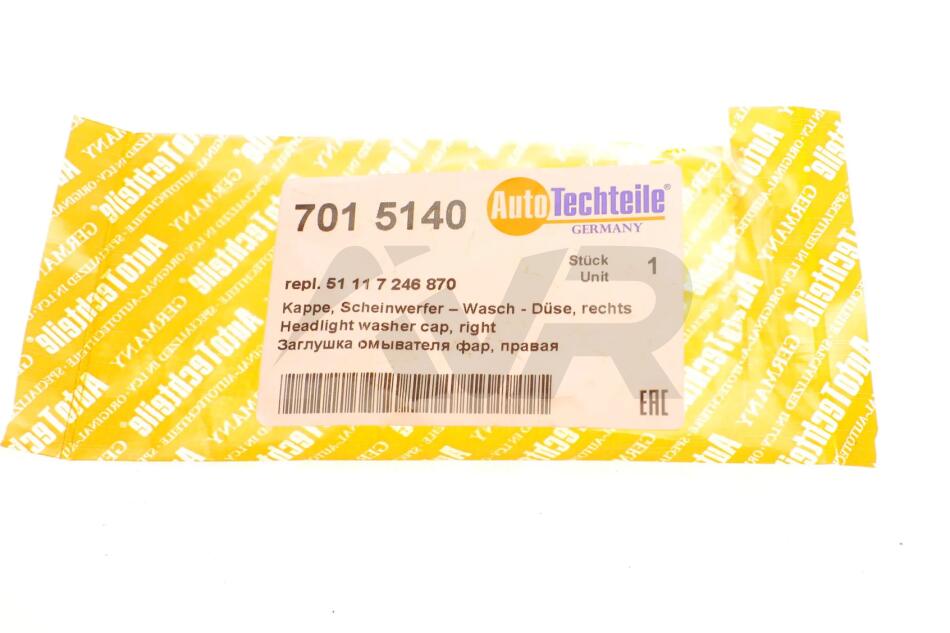 701 5140
AutoTechteile®
GERMANY
Stück
Unit 1
repl. 51 11 7 246 870
Kappe, Scheinwerfer – Wasch - Düse, rechts
Headlight washer cap, right
Заглушка омывателя фар, правая
EAC
AVR